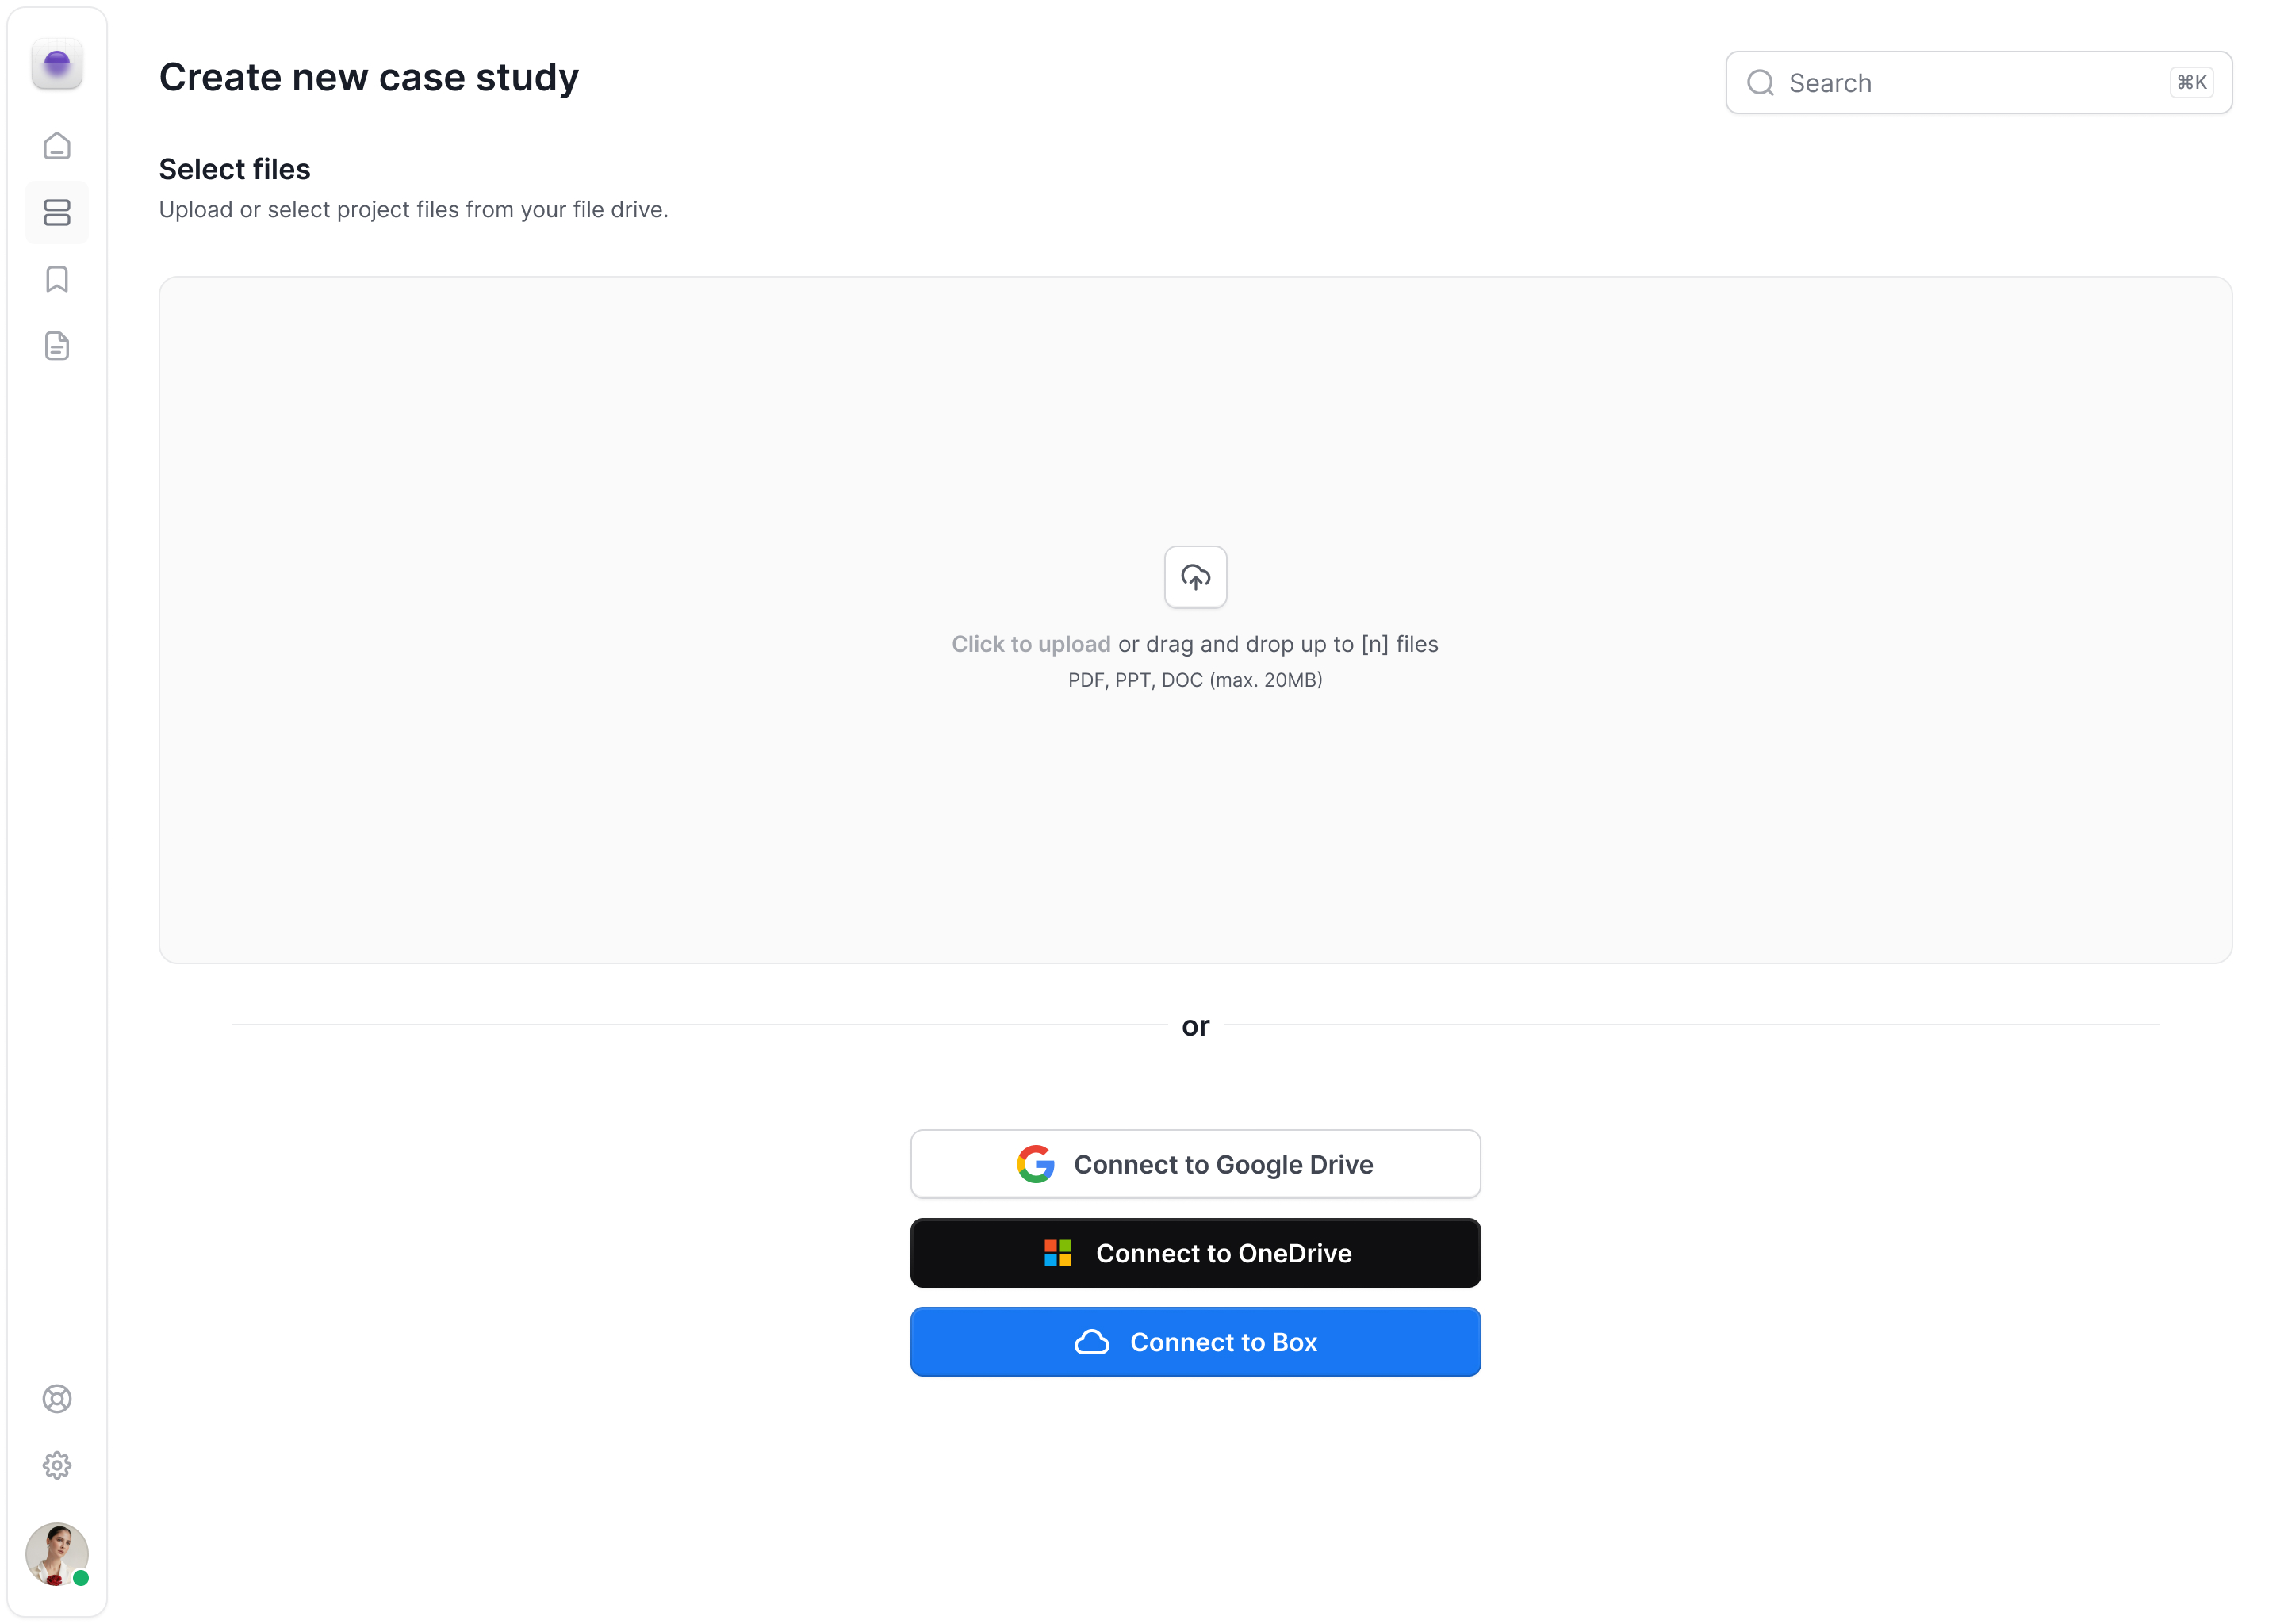 Create new case study
Search
⌘K
Select files
Upload or select project files from your file drive.
Click to upload or drag and drop up to [n] files
PDF, PPT, DOC (max. 20MB)
or
Connect to Google Drive
Connect to OneDrive
Connect to Box